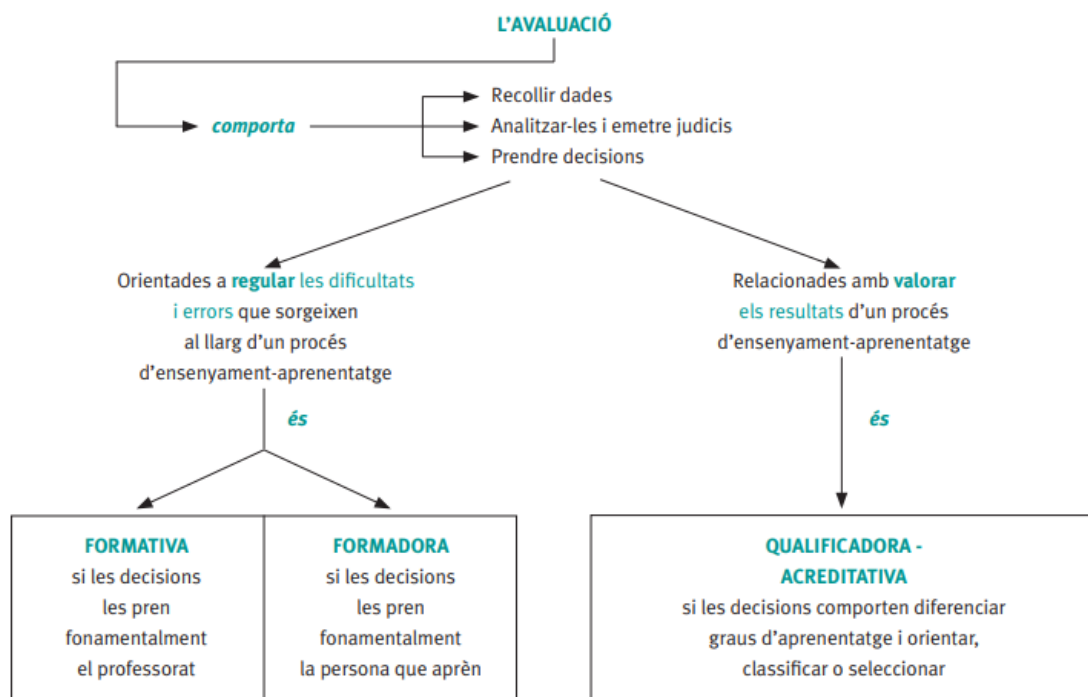 L'AVALUACIÓ
comporta
Recollir dades
Analitzar-les i emetre judicis
Prendre decisions
Orientades a regular les dificultats
i errors que sorgeixen
al llarg d'un procés
d'ensenyament-aprenentatge
Relacionades amb valorar
els resultats d'un procés
d'ensenyament-aprenentatge
és
és
FORMATIVA
si les decisions
les pren
fonamentalment
el professorat
FORMADORA
si les decisions
les pren
fonamentalment
la persona que aprèn
QUALIFICADORA -
ACREDITATIVA
si les decisions comporten diferenciar
graus d'aprenentatge i orientar,
classificar o seleccionar